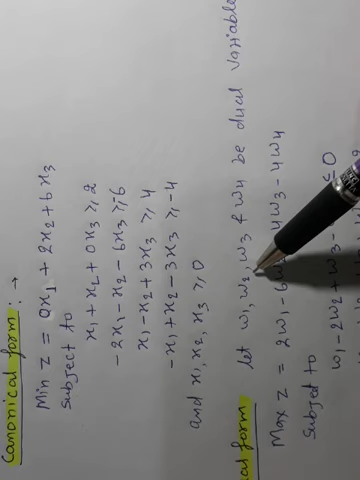 Canonical form : →
Min Z = 0x1 + 2x2 + 6x3
Subject to
x1 + x2 + 0x3 ≥ 2
-2x1 - x2 - 6x3 ≥ -6
x1 - x2 + 3x3 ≥ 4
-x1 + x2 - 3x3 ≥ -4
and x1, x2, x3 ≥ 0
form let w1, w2, w3 & w4 be dual variable
Max Z = 2w1 - 6w2 4w3 - 4w4
Subject to
w1 - 2w2 + w3 - ≤ 0